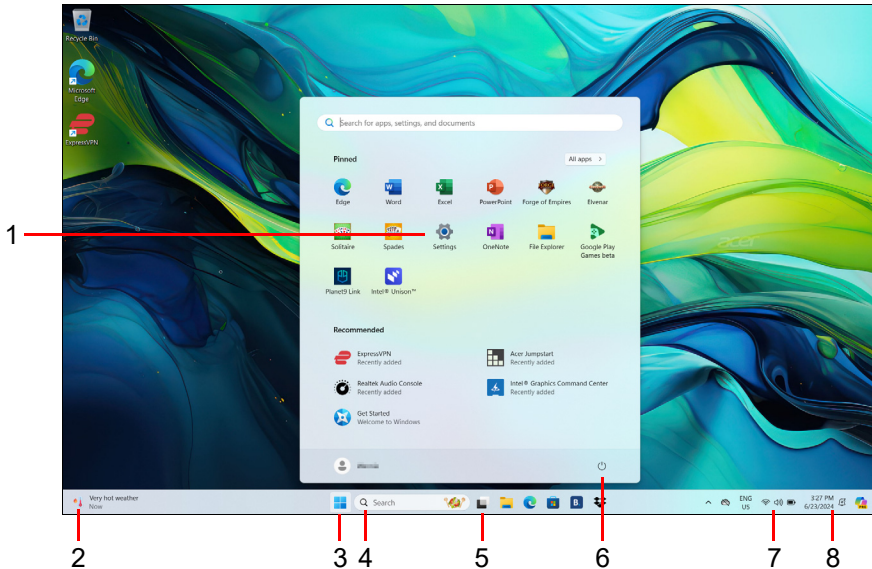 Recycle Bin
Microsoft
Edge
ExpressVPN
Search for apps, settings, and documents
Pinned
All apps >
Edge
Word
Excel
PowerPoint
Forge of Empires
Elvenar
1
Solitaire
Spades
Settings
OneNote
File Explorer
Google Play
Games beta
acer
Planet9 Link
Intel® Unison™
Recommended
ExpressVPN
Recently added
Acer Jumpstart
Recently added
Realtek Audio Console
Recently added
Intel® Graphics Command Center
Recently added
Get Started
Welcome to Windows
Very hot weather
Now
Search
B
ENG
US
3:27 PM
6/23/2024
2
3
4
5
6
7
8